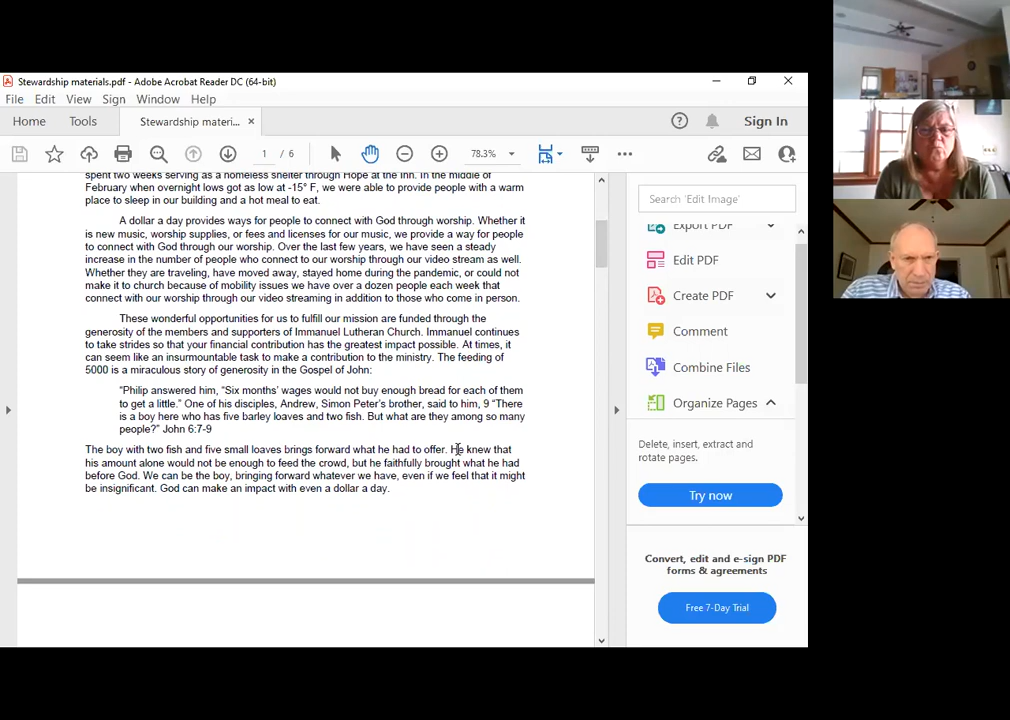 Stewardship materials.pdf - Adobe Acrobat Reader DC (64-bit)
File Edit View Sign Window Help
Home Tools Stewardship materi... × Sign In
1 / 6 78.3%
spent two weeks serving as a homeless shelter through Hope at the Inn. In the middle of
February when overnight lows got as low at -15° F, we were able to provide people with a warm
place to sleep in our building and a hot meal to eat.
A dollar a day provides ways for people to connect with God through worship. Whether it
is new music, worship supplies, or fees and licenses for our music, we provide a way for people
to connect with God through our worship. Over the last few years, we have seen a steady
increase in the number of people who connect to our worship through our video stream as well.
Whether they are traveling, have moved away, stayed home during the pandemic, or could not
make it to church because of mobility issues we have over a dozen people each week that
connect with our worship through our video streaming in addition to those who come in person.
These wonderful opportunities for us to fulfill our mission are funded through the
generosity of the members and supporters of Immanuel Lutheran Church. Immanuel continues
to take strides so that your financial contribution has the greatest impact possible. At times, it
can seem like an insurmountable task to make a contribution to the ministry. The feeding of
5000 is a miraculous story of generosity in the Gospel of John:
“Philip answered him, “Six months’ wages would not buy enough bread for each of them
to get a little.” One of his disciples, Andrew, Simon Peter’s brother, said to him, 9 “There
is a boy here who has five barley loaves and two fish. But what are they among so many
people?” John 6:7-9
The boy with two fish and five small loaves brings forward what he had to offer. He knew that
his amount alone would not be enough to feed the crowd, but he faithfully brought what he had
before God. We can be the boy, bringing forward whatever we have, even if we feel that it might
be insignificant. God can make an impact with even a dollar a day.
Search 'Edit Image'
Export PDF
Edit PDF
Create PDF
Comment
Combine Files
Organize Pages
Delete, insert, extract and
rotate pages.
Try now
Convert, edit and e-sign PDF
forms & agreements
Free 7-Day Trial